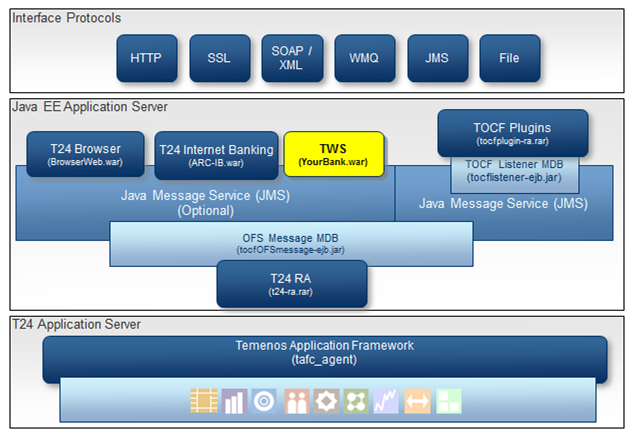 Interface Protocols
HTTP
SSL
SOAP /
XML
WMQ
JMS
File
Java EE Application Server
T24 Browser
(BrowserWeb.war)
T24 Internet Banking
(ARC-IB.war)
TWS
(YourBank.war)
TOCF Plugins
(tocfplugin-ra.rar)
TOCF Listener MDB
(tocflistener-ejb.jar)
Java Message Service (JMS)
(Optional)
Java Message Service (JMS)
OFS Message MDB
(tocfOFSmessage-ejb.jar)
T24 RA
(t24-ra.rar)
T24 Application Server
Temenos Application Framework
(tafc_agent)